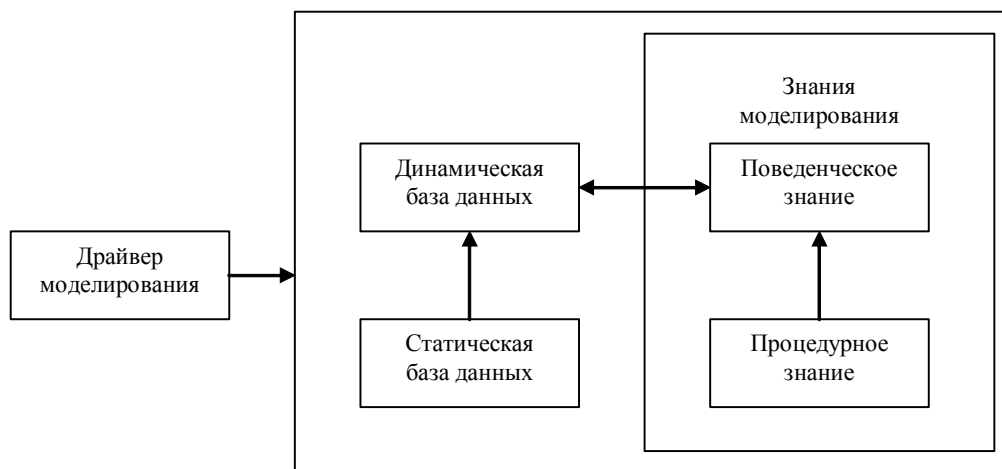 Знания
моделирования
Динамическая
база данных
Поведенческое
знание
Драйвер
моделирования
Статическая
база данных
Процедурное
знание